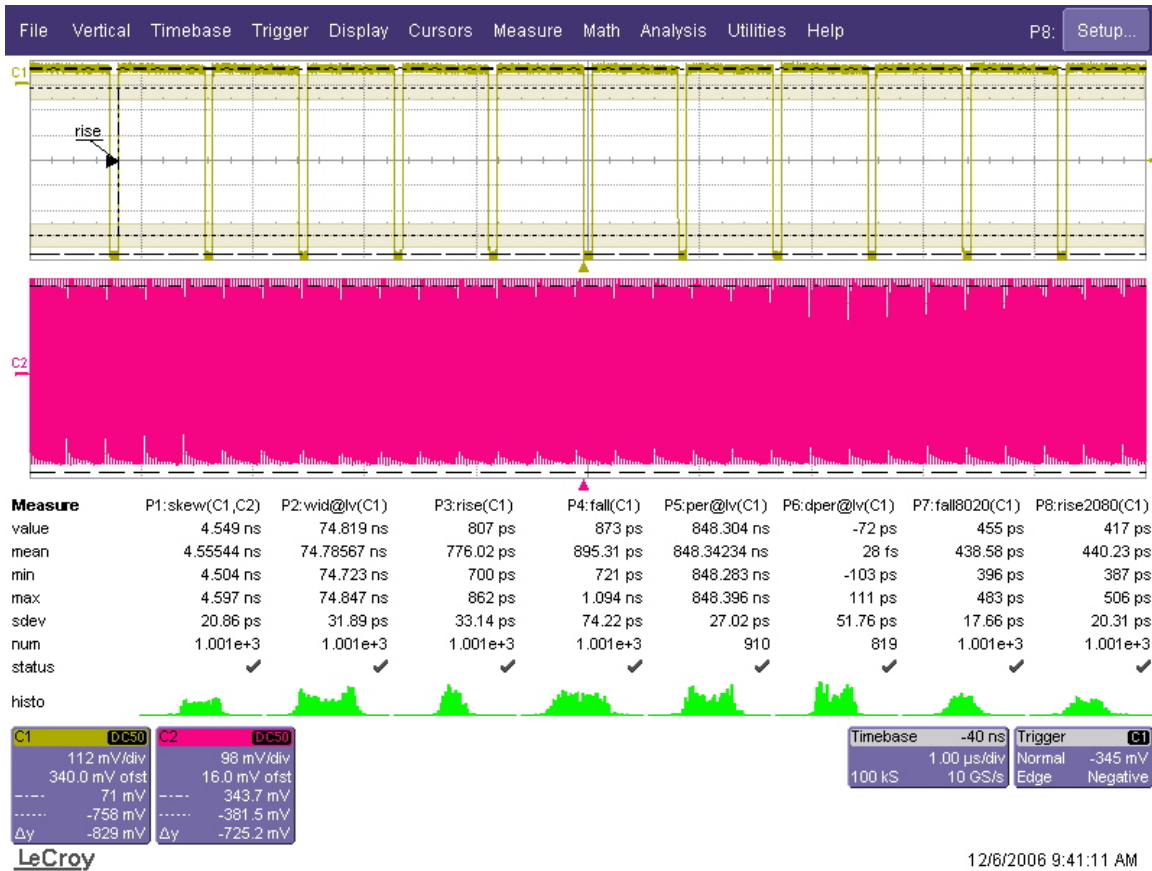 File Vertical Timebase Trigger Display Cursors Measure Math Analysis Utilities Help P8: Setup...
C1
rise
C2
Measure P1:skew(C1,C2) P2:wid@lv(C1) P3:rise(C1) P4:fall(C1) P5:per@lv(C1) P6:dper@lv(C1) P7:fall8020(C1) P8:rise2080(C1)
value 4.549 ns 74.819 ns 807 ps 873 ps 848.304 ns -72 ps 455 ps 417 ps
mean 4.55544 ns 74.78567 ns 776.02 ps 895.31 ps 848.34234 ns 28 fs 438.58 ps 440.23 ps
min 4.504 ns 74.723 ns 700 ps 721 ps 848.283 ns -103 ps 396 ps 387 ps
max 4.597 ns 74.847 ns 862 ps 1.094 ns 848.396 ns 111 ps 483 ps 506 ps
sdev 20.86 ps 31.89 ps 33.14 ps 74.22 ps 27.02 ps 51.76 ps 17.66 ps 20.31 ps
num 1.001e+3 1.001e+3 1.001e+3 1.001e+3 910 819 1.001e+3 1.001e+3
status
histo
C1 DC50 C2 DC50 Timebase -40 ns Trigger C1
112 mV/div 98 mV/div 1.00 µs/div Normal -345 mV
340.0 mV ofst 16.0 mV ofst 100 kS 10 GS/s Edge Negative
71 mV 343.7 mV
-758 mV -381.5 mV
Δy -829 mV Δy -725.2 mV
LeCroy 12/6/2006 9:41:11 AM